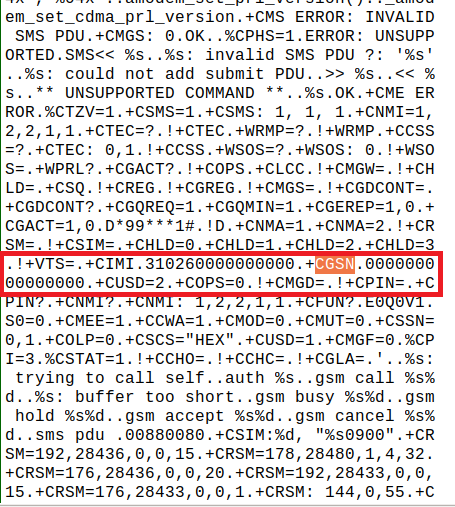 4x , %04x ..amodem_set_prl_version()..amod
em_set_cdma_prl_version.+CMS ERROR: INVALID
SMS PDU.+CMGS: 0.OK..%CPHS=1.ERROR: UNSUPP
ORTED.SMS<< %s..%s: invalid SMS PDU ?: '%s'
..%s: could not add submit PDU..>> %s..<< %
s..** UNSUPPORTED COMMAND **..%s.OK.+CME ER
ROR.%CTZV=1.+CSMS=1.+CSMS: 1, 1, 1.+CNMI=1,
2,2,1,1.+CTEC=?.!+CTEC.+WRMP=?.!+WRMP.+CCSS
=?.+CTEC: 0,1.!+CCSS.+WSOS=?.+WSOS: 0.!+WSO
S=.+WPRL?.+CGACT?.!+COPS.+CLCC.!+CMGW=.!+CH
LD=.+CSQ.!+CREG.!+CGREG.!+CMGS=.!+CGDCONT=.
+CGDCONT?.+CGQREQ=1.+CGQMIN=1.+CGEREP=1,0.+
CGACT=1,0.D*99***1#.!D.+CNMA=1.+CNMA=2.!+CR
SM=.!+CSIM=.+CHLD=0.+CHLD=1.+CHLD=2.+CHLD=3
.!+VTS=.+CIMI.310260000000000.+CGSN.0000000
00000000.+CUSD=2.+COPS=0.!+CMGD=.!+CPIN=.+C
PIN?.+CNMI?.+CNMI: 1,2,2,1,1.+CFUN?.E0Q0V1.
S0=0.+CMEE=1.+CCWA=1.+CMOD=0.+CMUT=0.+CSSN=
0,1.+COLP=0.+CSCS="HEX".+CUSD=1.+CMGF=0.%CP
I=3.%CSTAT=1.!+CCHO=.!+CCHC=.!+CGLA=.'..%s:
trying to call self..auth %s..gsm call %s%
d..%s: buffer too short..gsm busy %s%d..gsm
hold %s%d..gsm accept %s%d..gsm cancel %s%
d..sms pdu .00880080.+CSIM:%d, "%s0900".+CR
SM=192,28436,0,0,15.+CRSM=178,28480,1,4,32.
+CRSM=176,28436,0,0,20.+CRSM=192,28433,0,0,
15.+CRSM=176,28433,0,0,1.+CRSM: 144,0,55.+C